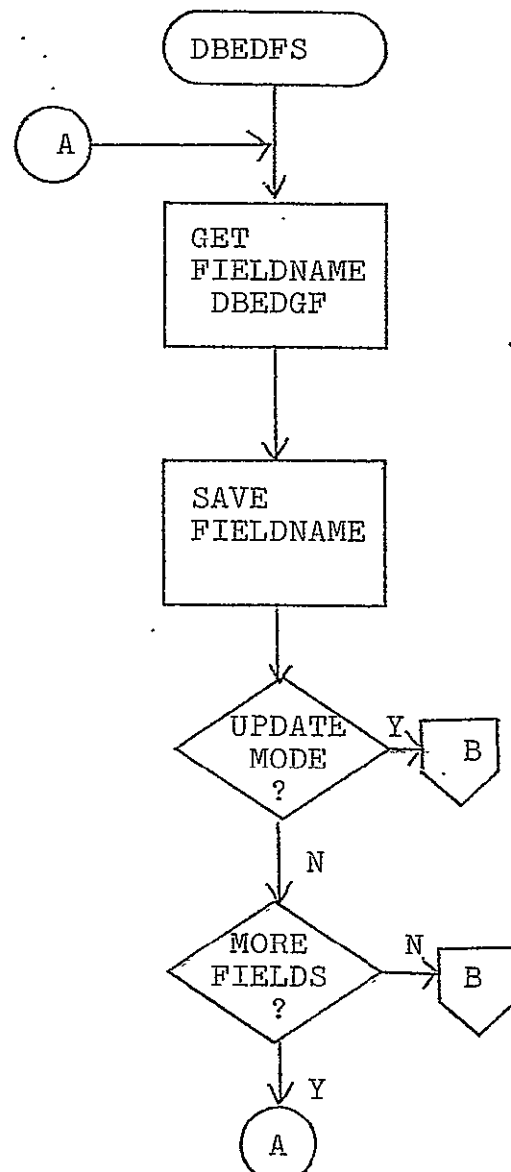 DBEDFS
A
GET
FIELDNAME
DBEDGF
SAVE
FIELDNAME
UPDATE
MODE
?
Y
B
N
MORE
FIELDS
?
N
B
Y
A